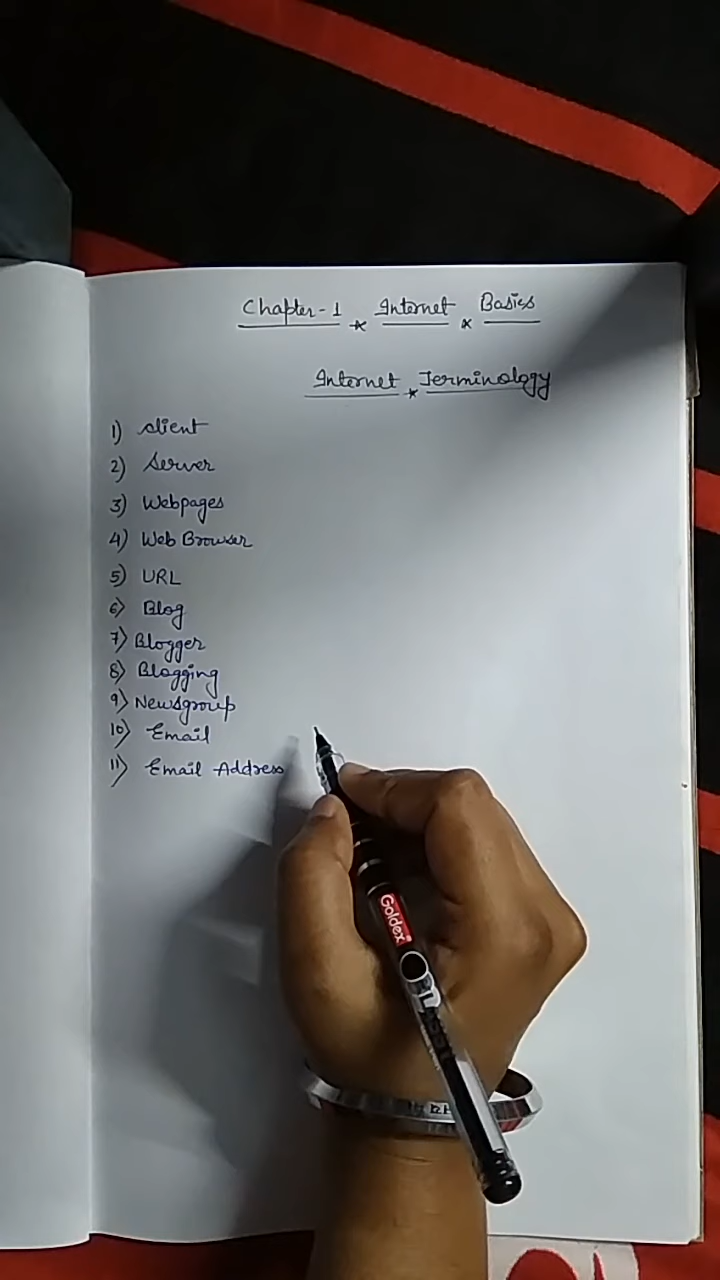 Chapter-1 Internet Basics
Internet Terminology
1) Client
2) Server
3) Webpages
4) Web Browser
5) URL
6) Blog
7) Blogger
8) Blogging
9) Newsgroup
10) Email
11) Email Address
Goldex